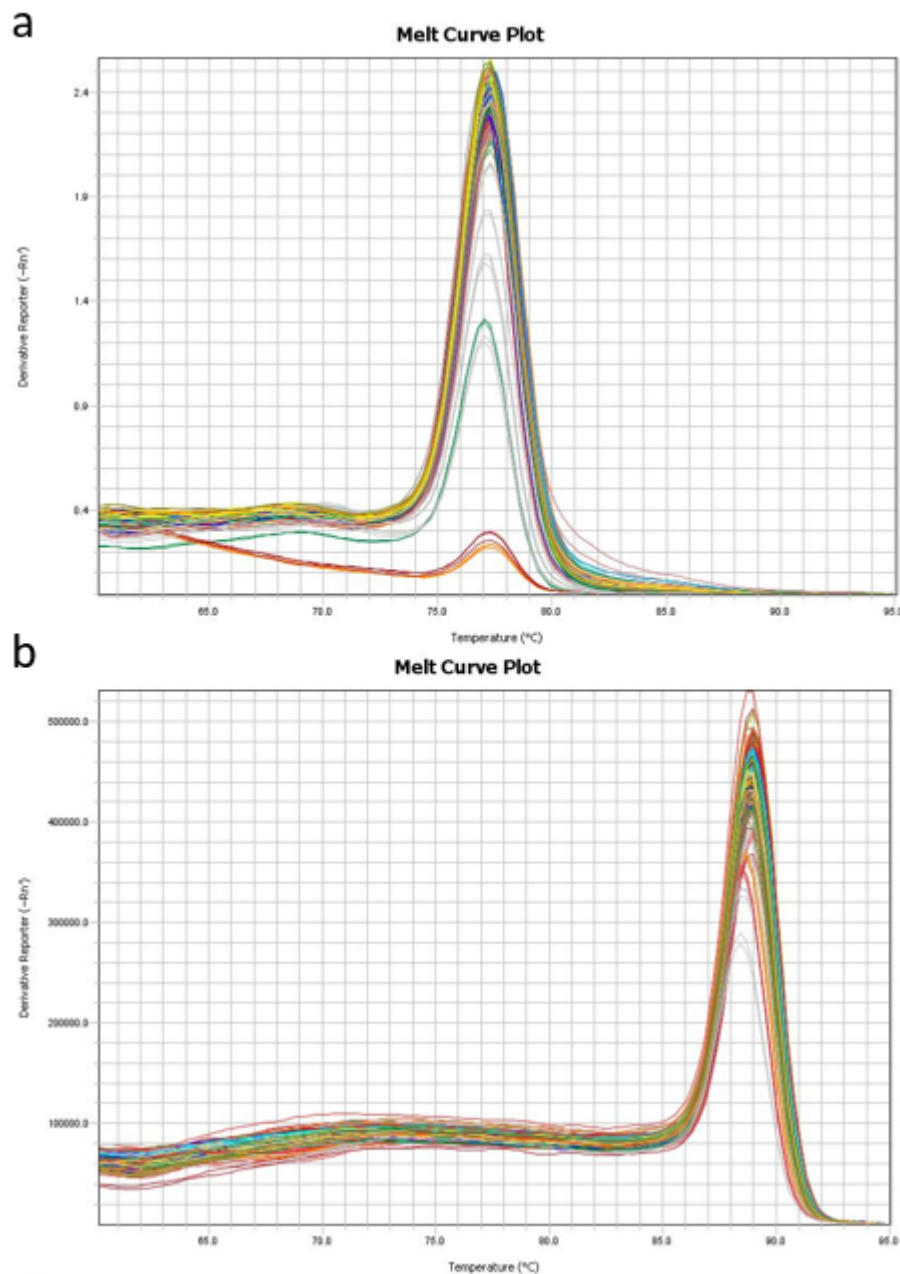 a
Melt Curve Plot
2.4
1.9
1.4
0.9
0.4
Derivative Reporter (-Rn')
65.0 70.0 75.0 80.0 85.0 90.0 95.0
Temperature (°C)
b
Melt Curve Plot
500000.0
400000.0
300000.0
200000.0
100000.0
Derivative Reporter (-Rn')
65.0 70.0 75.0 80.0 85.0 90.0 95.0
Temperature (°C)